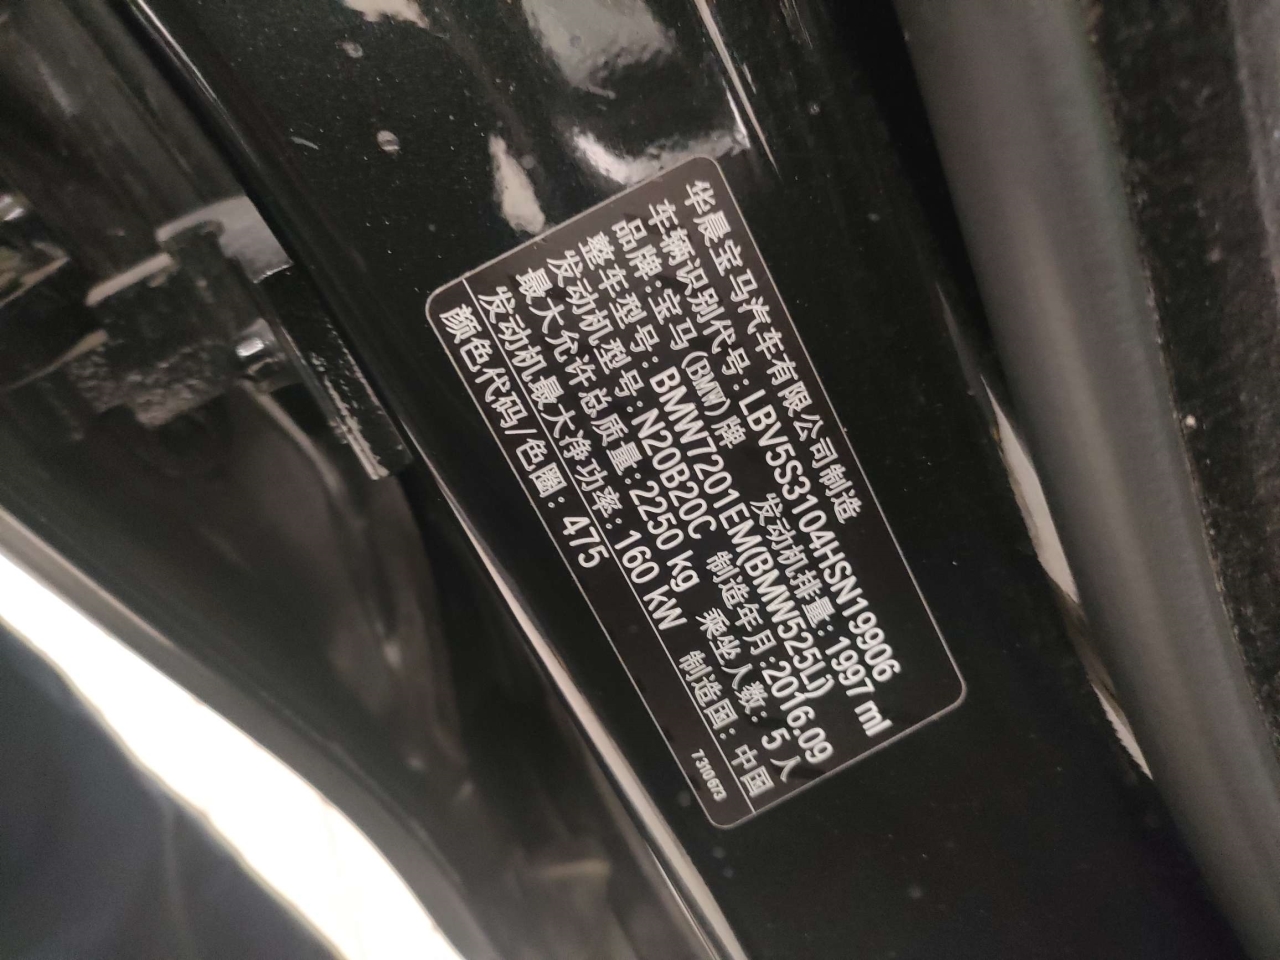 华晨宝马汽车有限公司制造
车辆识别代号: LBV5S3104HSN19906
品牌: 宝马(BMW)牌 发动机排量: 1997 ml
整车型号: BMW7201EM(BMW525Li)
发动机型号: N20B20C 制造年月: 2016.09
最大允许总质量: 2250 kg 乘坐人数: 5 人
发动机最大净功率: 160 kW 制造国: 中国
颜色代码/色圈: 475 7310673